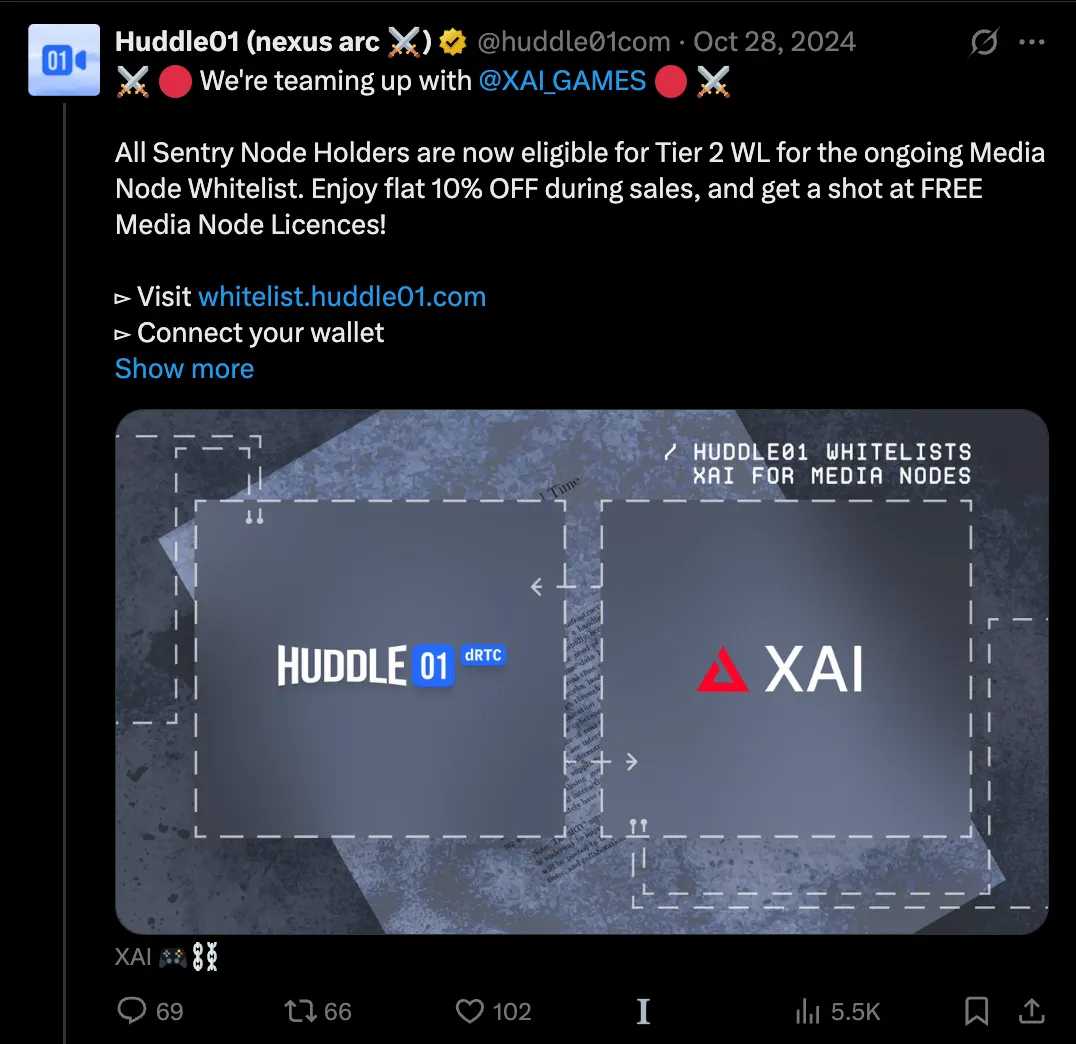 Huddle01 (nexus arc ⚔️) @huddle01com · Oct 28, 2024
⚔️🔴 We're teaming up with @XAI_GAMES 🔴⚔️
All Sentry Node Holders are now eligible for Tier 2 WL for the ongoing Media
Node Whitelist. Enjoy flat 10% OFF during sales, and get a shot at FREE
Media Node Licences!
▻ Visit whitelist.huddle01.com
▻ Connect your wallet
Show more
/ HUDDLE01 WHITELISTS
XAI FOR MEDIA NODES
Time
HUDDLE 01 dRTC
XAI
XAI 🎮⛓️
69 66 102 5.5K
01